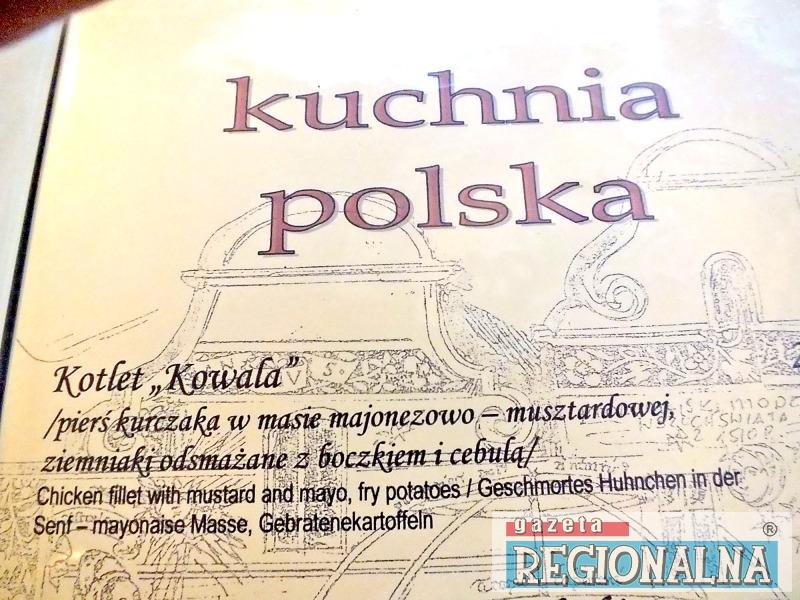 kuchnia
polska
Kotlet „Kowala”
/pierś kurczaka w masie majonezowo – musztardowej,
ziemniaki odsmażane z boczkiem i cebulą/
Chicken fillet with mustard and mayo, fry potatoes / Geschmortes Huhnchen in der
Senf – mayonaise Masse, Gebratenekartoffeln
gazeta
REGIONALNA ®